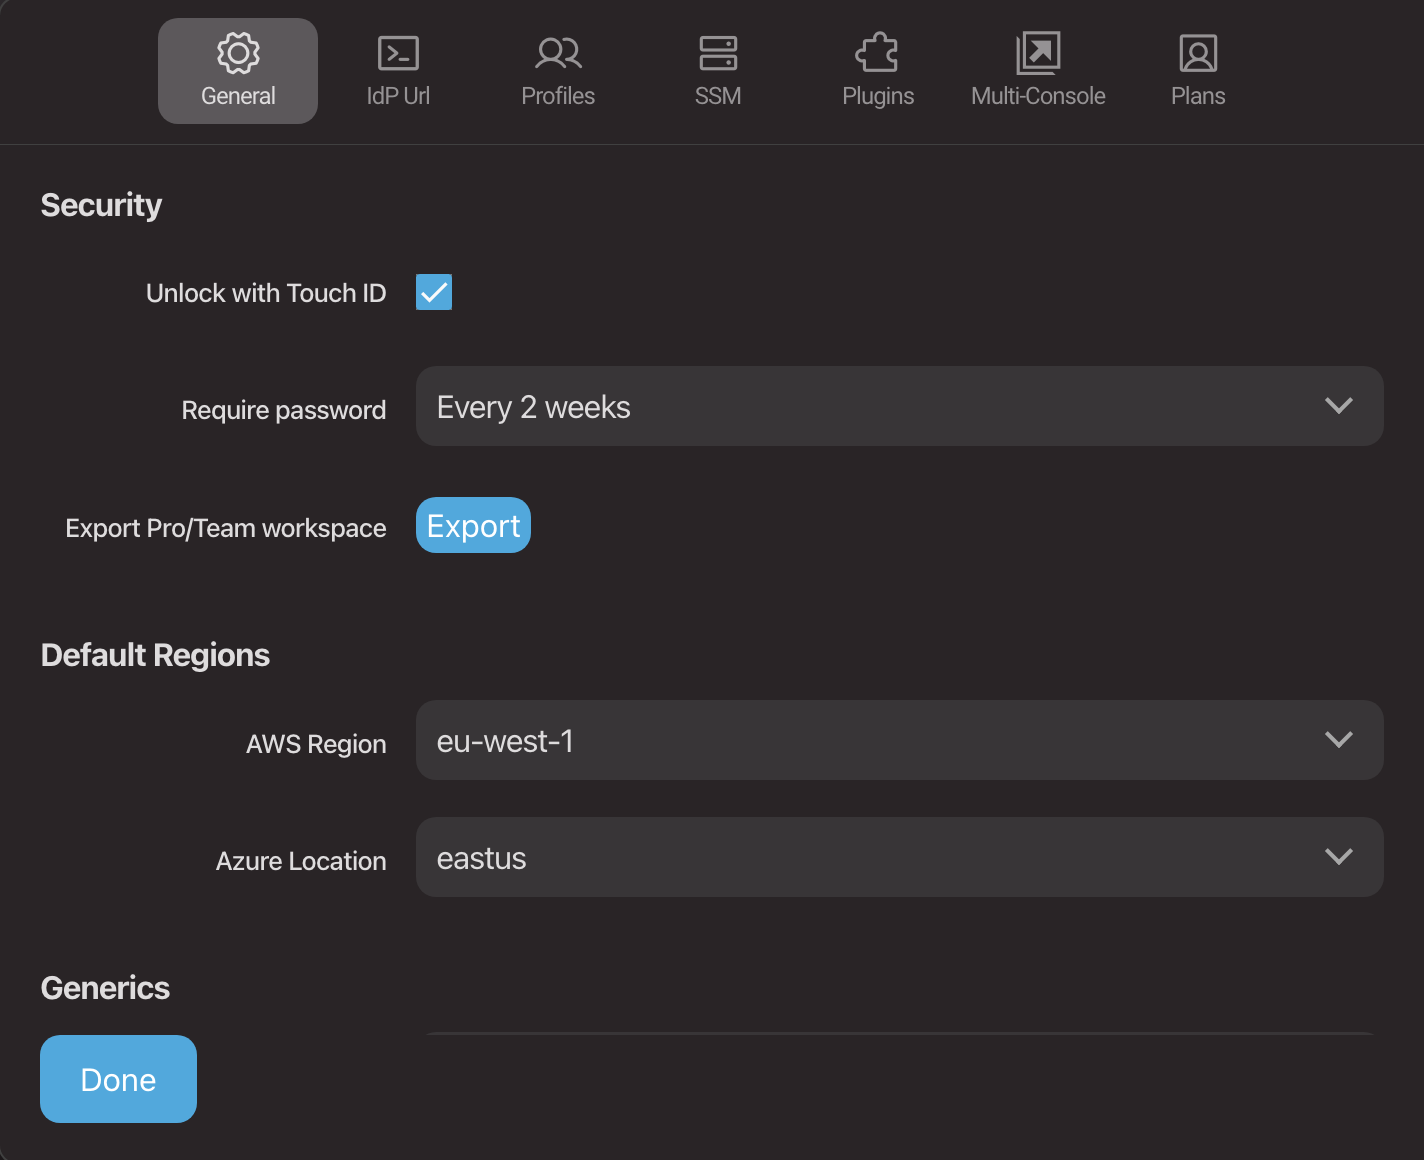 General
IdP Url
Profiles
SSM
Plugins
Multi-Console
Plans
Security
Unlock with Touch ID
Require password
Every 2 weeks
Export Pro/Team workspace
Export
Default Regions
AWS Region
eu-west-1
Azure Location
eastus
Generics
Done